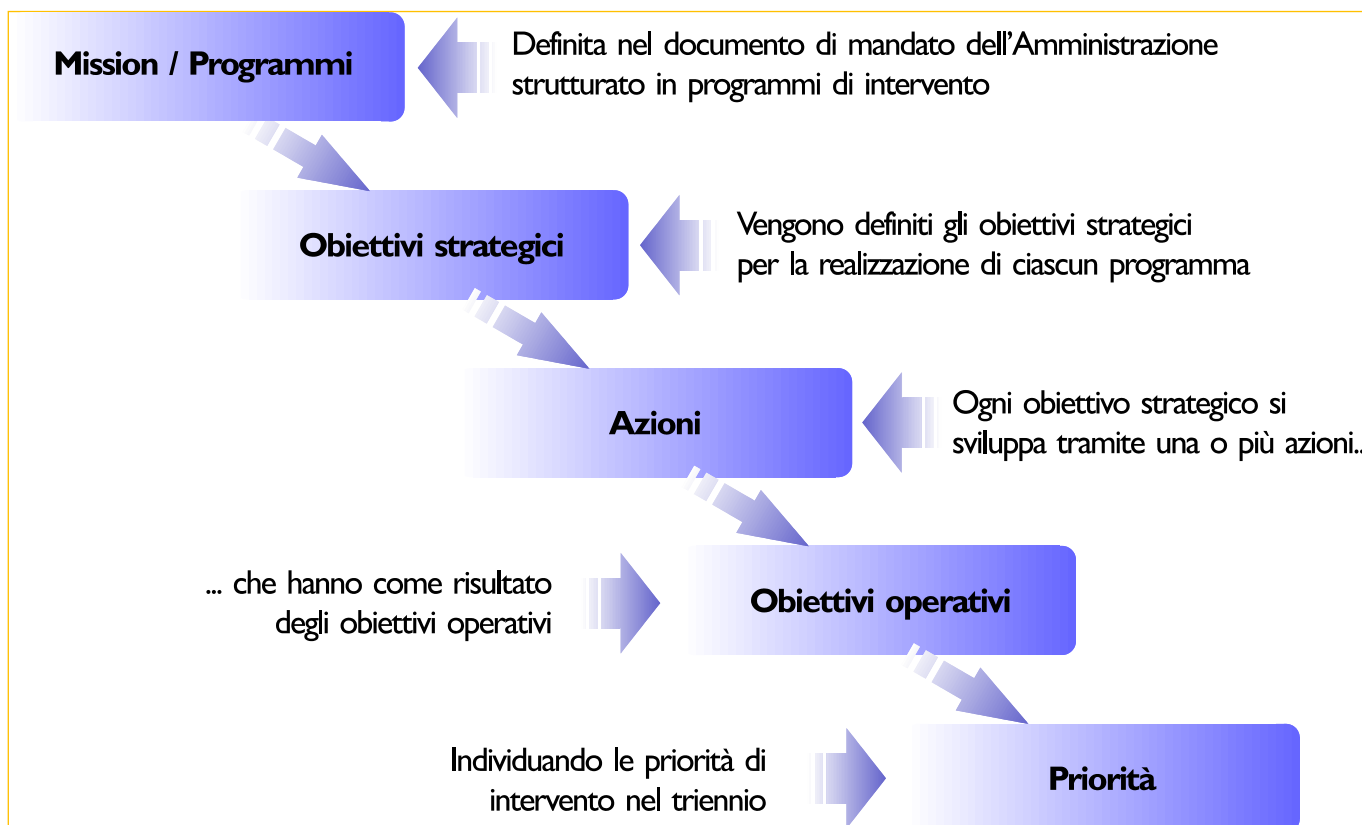 Mission / Programmi
Definita nel documento di mandato dell'Amministrazione
strutturato in programmi di intervento
Obiettivi strategici
Vengono definiti gli obiettivi strategici
per la realizzazione di ciascun programma
Azioni
Ogni obiettivo strategico si
sviluppa tramite una o più azioni..
... che hanno come risultato
degli obiettivi operativi
Obiettivi operativi
Individuando le priorità di
intervento nel triennio
Priorità